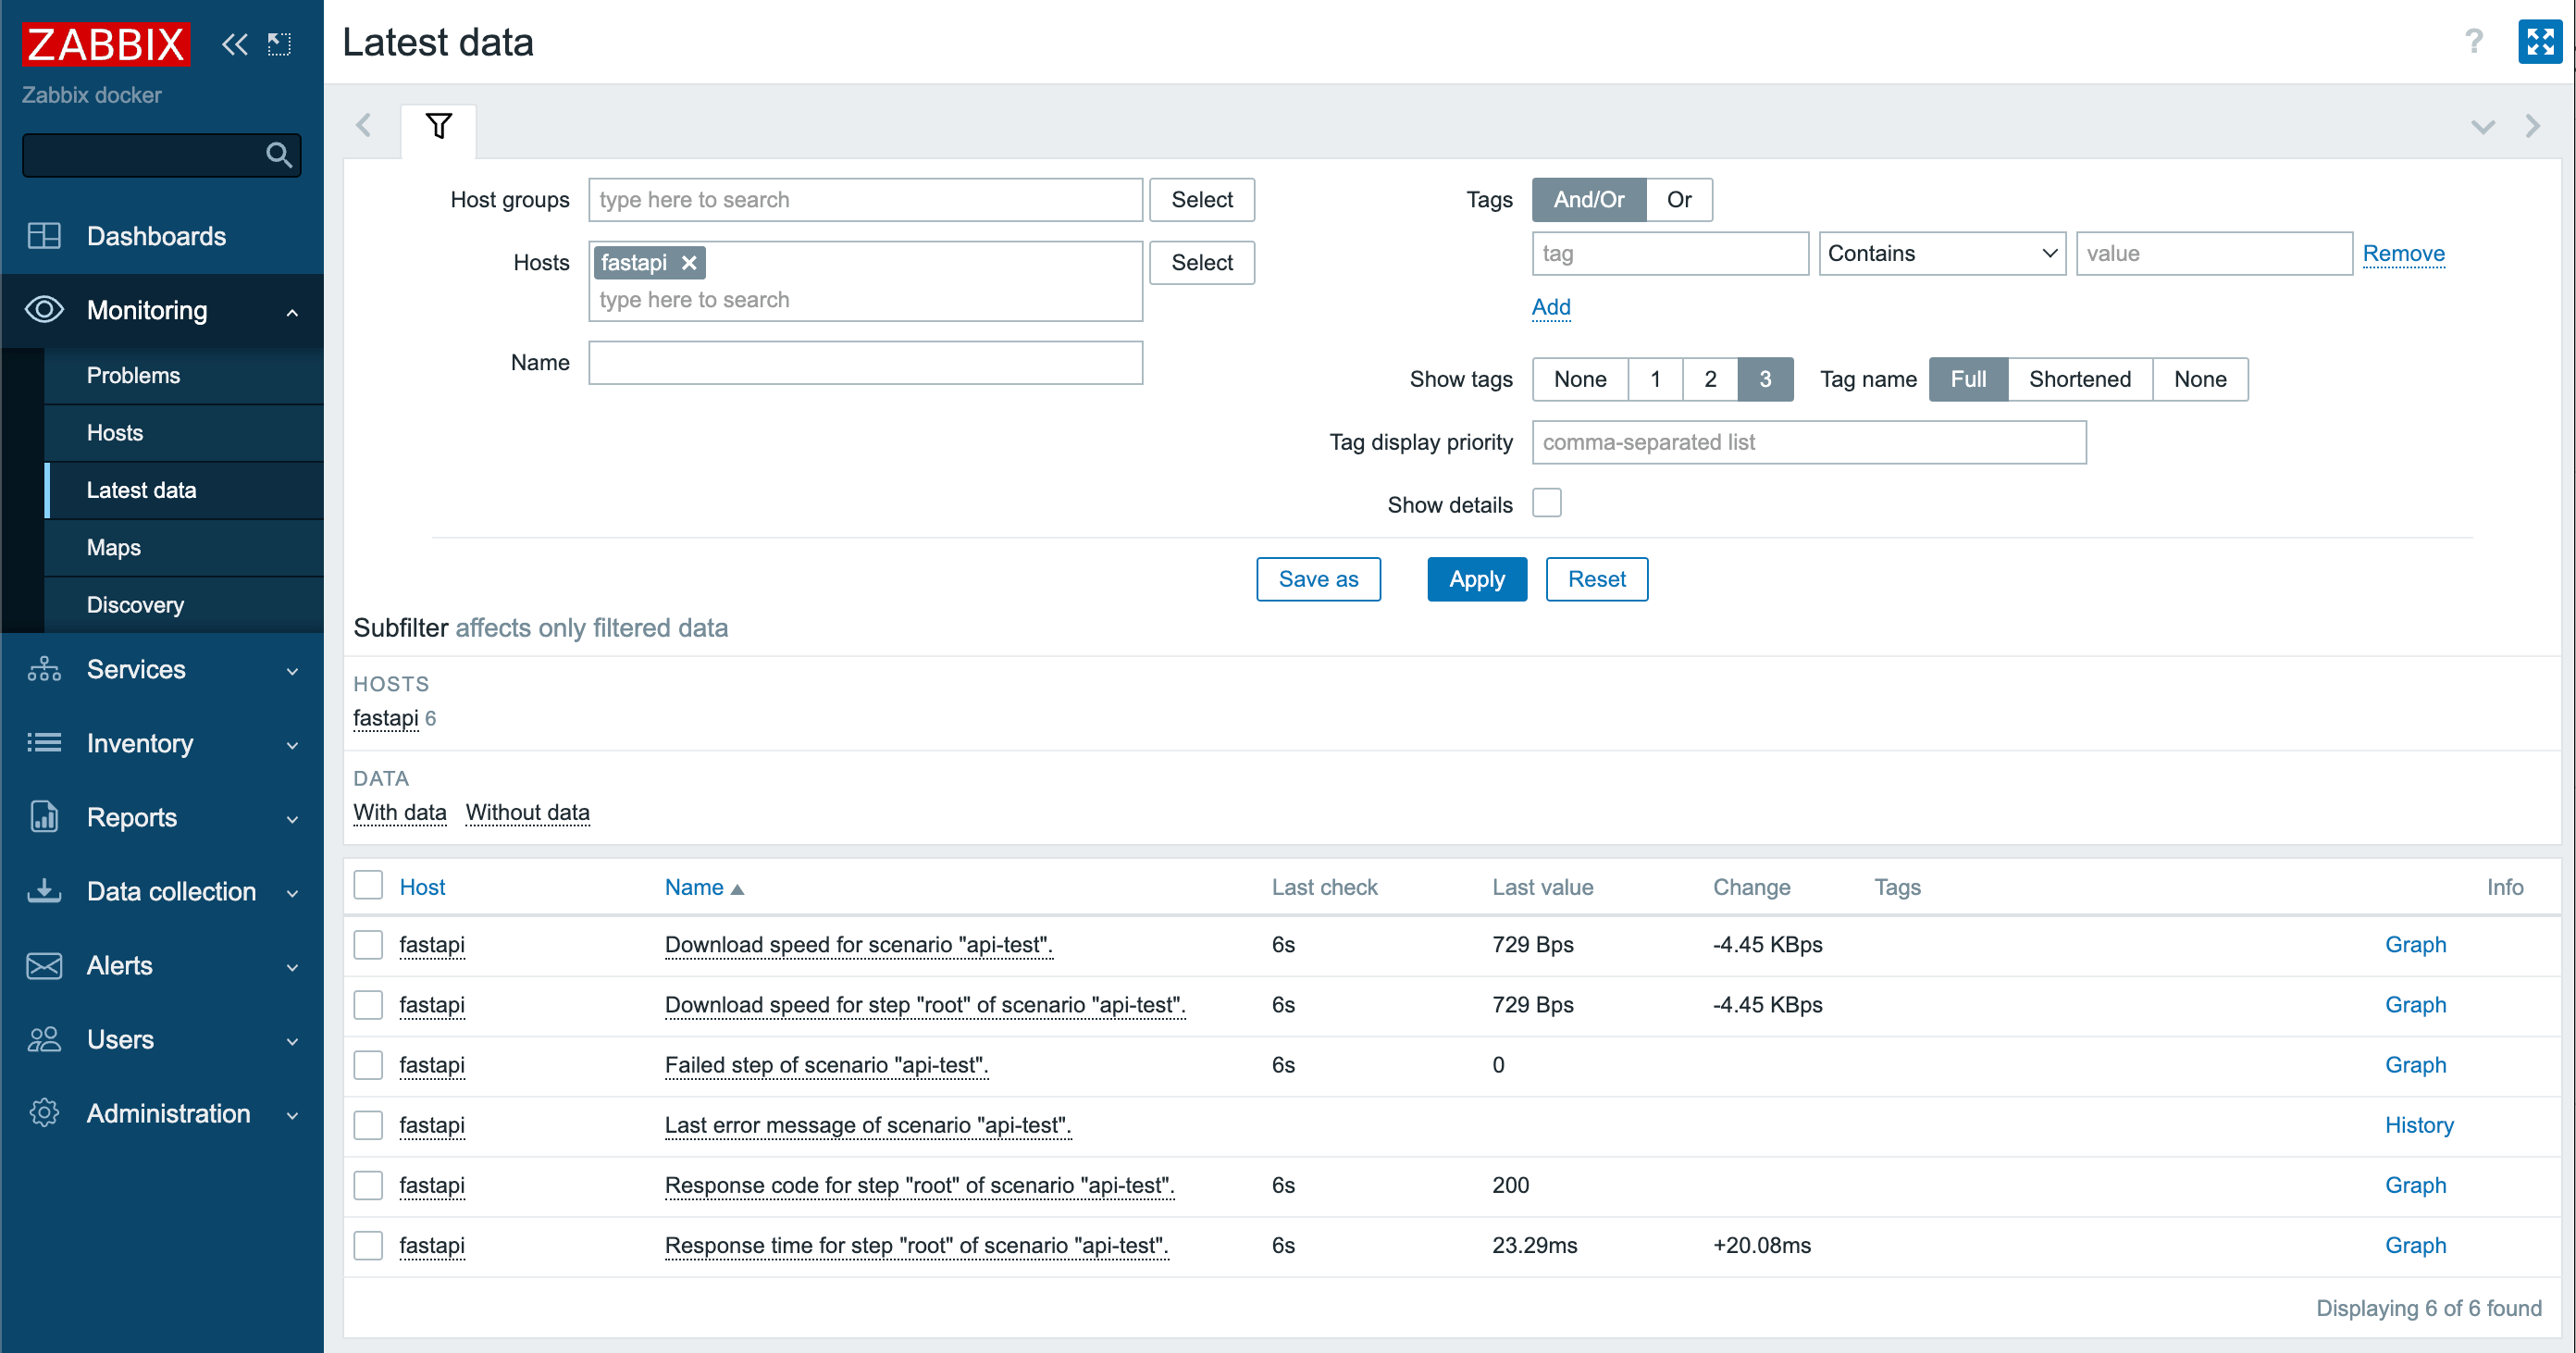 ZABBIX
Zabbix docker
Dashboards
Monitoring
Problems
Hosts
Latest data
Maps
Discovery
Services
Inventory
Reports
Data collection
Alerts
Users
Administration
Latest data
?
Host groups type here to search Select
Hosts fastapi type here to search Select
Name
Tags And/Or Or
tag Contains value Remove
Add
Show tags None 1 2 3 Tag name Full Shortened None
Tag display priority comma-separated list
Show details
Save as Apply Reset
Subfilter affects only filtered data
HOSTS
fastapi 6
DATA
With data Without data
Host Name Last check Last value Change Tags Info
fastapi Download speed for scenario "api-test". 6s 729 Bps -4.45 KBps Graph
fastapi Download speed for step "root" of scenario "api-test". 6s 729 Bps -4.45 KBps Graph
fastapi Failed step of scenario "api-test". 6s 0 Graph
fastapi Last error message of scenario "api-test". History
fastapi Response code for step "root" of scenario "api-test". 6s 200 Graph
fastapi Response time for step "root" of scenario "api-test". 6s 23.29ms +20.08ms Graph
Displaying 6 of 6 found